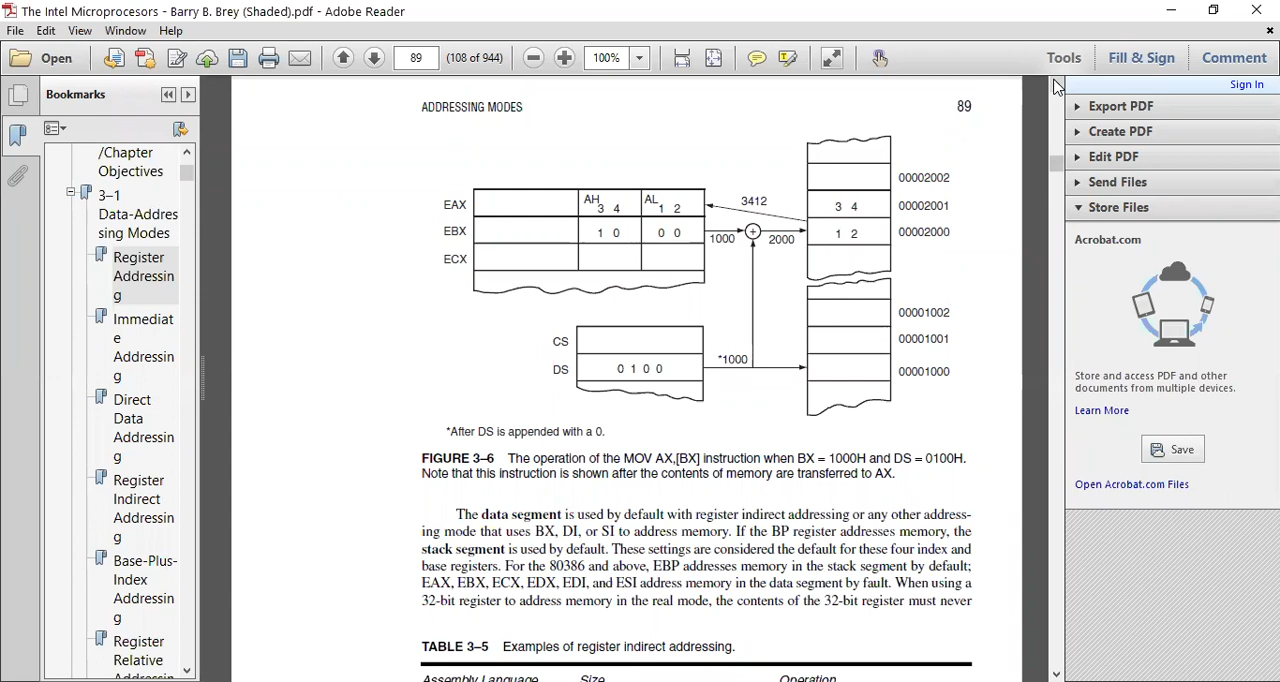 The Intel Microprocesors - Barry B. Brey (Shaded).pdf - Adobe Reader
File Edit View Window Help
Open 89 (108 of 944) 100% Tools Fill & Sign Comment
Bookmarks
/Chapter
Objectives
3–1
Data-Addres
sing Modes
Register
Addressin
g
Immediat
e
Addressin
g
Direct
Data
Addressin
g
Register
Indirect
Addressin
g
Base-Plus-
Index
Addressin
g
Register
Relative
Addressin
ADDRESSING MODES 89
00002002
EAX AH 3 4 AL 1 2 3412 3 4 00002001
EBX 1 0 0 0 1000 + 2000 1 2 00002000
ECX
00001002
CS 00001001
DS 0 1 0 0 *1000 00001000
*After DS is appended with a 0.
FIGURE 3–6 The operation of the MOV AX,[BX] instruction when BX = 1000H and DS = 0100H.
Note that this instruction is shown after the contents of memory are transferred to AX.
The data segment is used by default with register indirect addressing or any other address-
ing mode that uses BX, DI, or SI to address memory. If the BP register addresses memory, the
stack segment is used by default. These settings are considered the default for these four index and
base registers. For the 80386 and above, EBP addresses memory in the stack segment by default;
EAX, EBX, ECX, EDX, EDI, and ESI address memory in the data segment by fault. When using a
32-bit register to address memory in the real mode, the contents of the 32-bit register must never
TABLE 3–5 Examples of register indirect addressing.
Assembly Language Size Operation
Sign In
Export PDF
Create PDF
Edit PDF
Send Files
Store Files
Acrobat.com
Store and access PDF and other
documents from multiple devices.
Learn More
Save
Open Acrobat.com Files